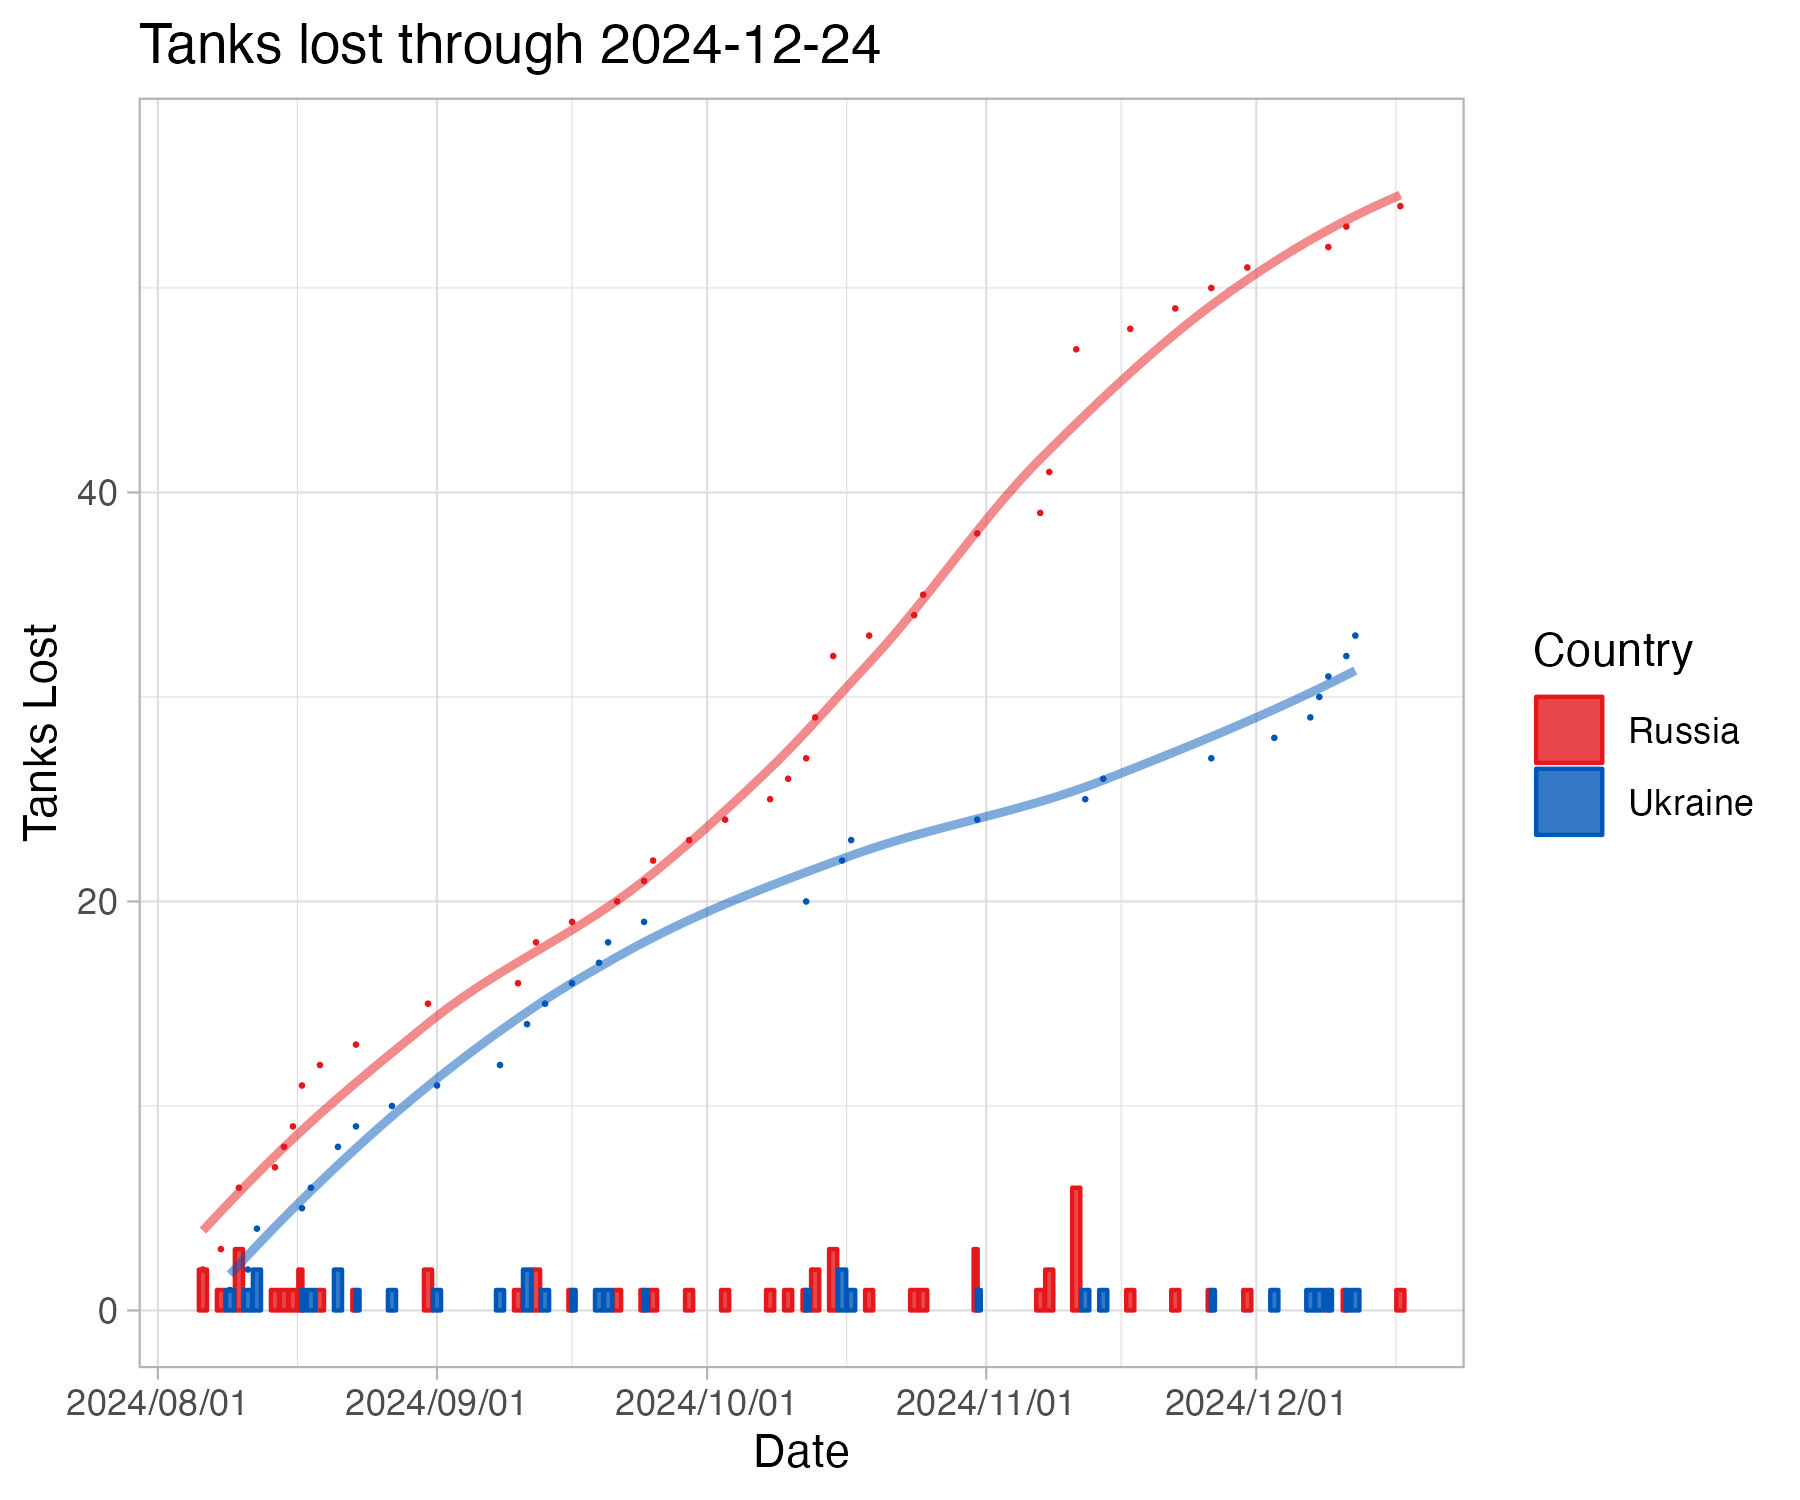 Tanks lost through 2024-12-24
Tanks Lost
40
20
0
2024/08/01 2024/09/01 2024/10/01 2024/11/01 2024/12/01
Date
Country
Russia
Ukraine